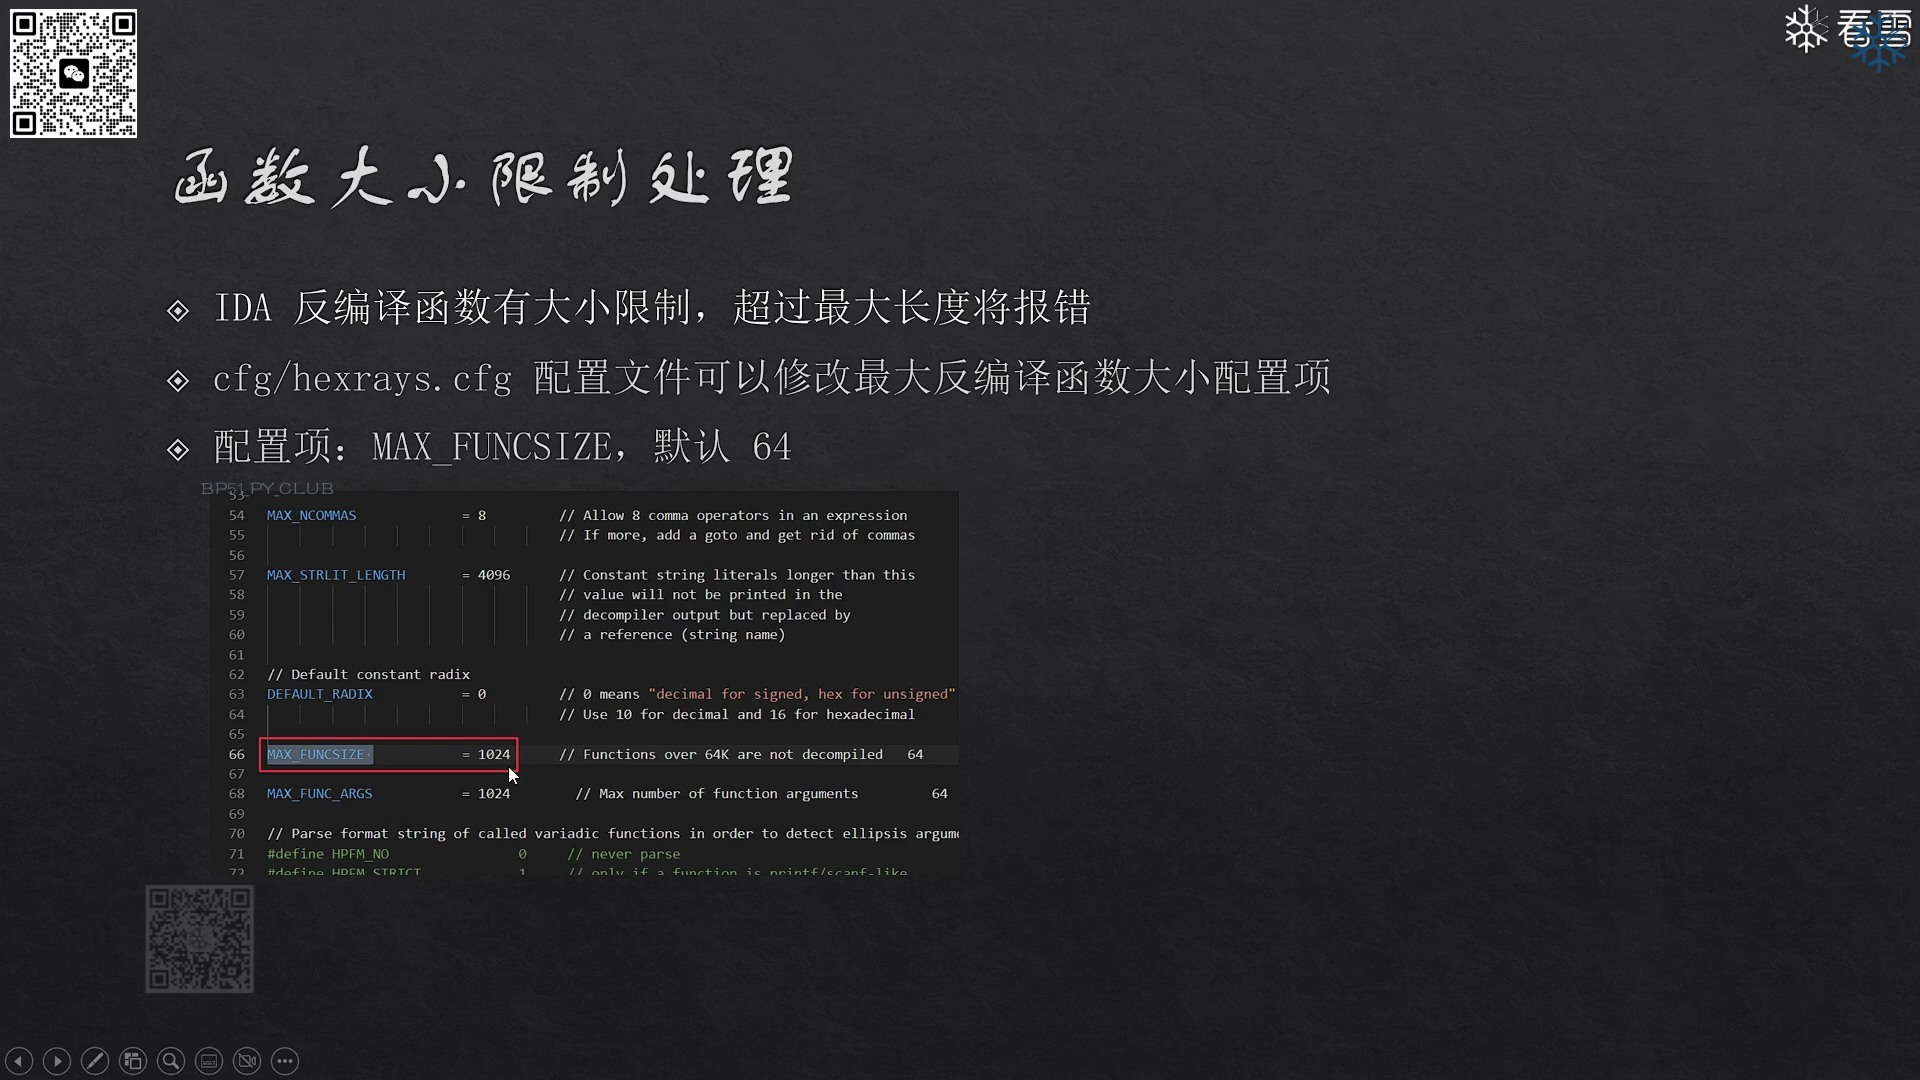 看雪
函数大小限制处理
IDA 反编译函数有大小限制，超过最大长度将报错
cfg/hexrays.cfg 配置文件可以修改最大反编译函数大小配置项
配置项：MAX_FUNCSIZE，默认 64
BP51_PY_CLUB
53
54 MAX_NCOMMAS = 8 // Allow 8 comma operators in an expression
55 // If more, add a goto and get rid of commas
56
57 MAX_STRLIT_LENGTH = 4096 // Constant string literals longer than this
58 // value will not be printed in the
59 // decompiler output but replaced by
60 // a reference (string name)
61
62 // Default constant radix
63 DEFAULT_RADIX = 0 // 0 means "decimal for signed, hex for unsigned"
64 // Use 10 for decimal and 16 for hexadecimal
65
66 MAX_FUNCSIZE = 1024 // Functions over 64K are not decompiled 64
67
68 MAX_FUNC_ARGS = 1024 // Max number of function arguments 64
69
70 // Parse format string of called variadic functions in order to detect ellipsis argume
71 #define HPFM_NO 0 // never parse
72 #define HPFM_STRICT 1 // only if a function is printf/scanf-like